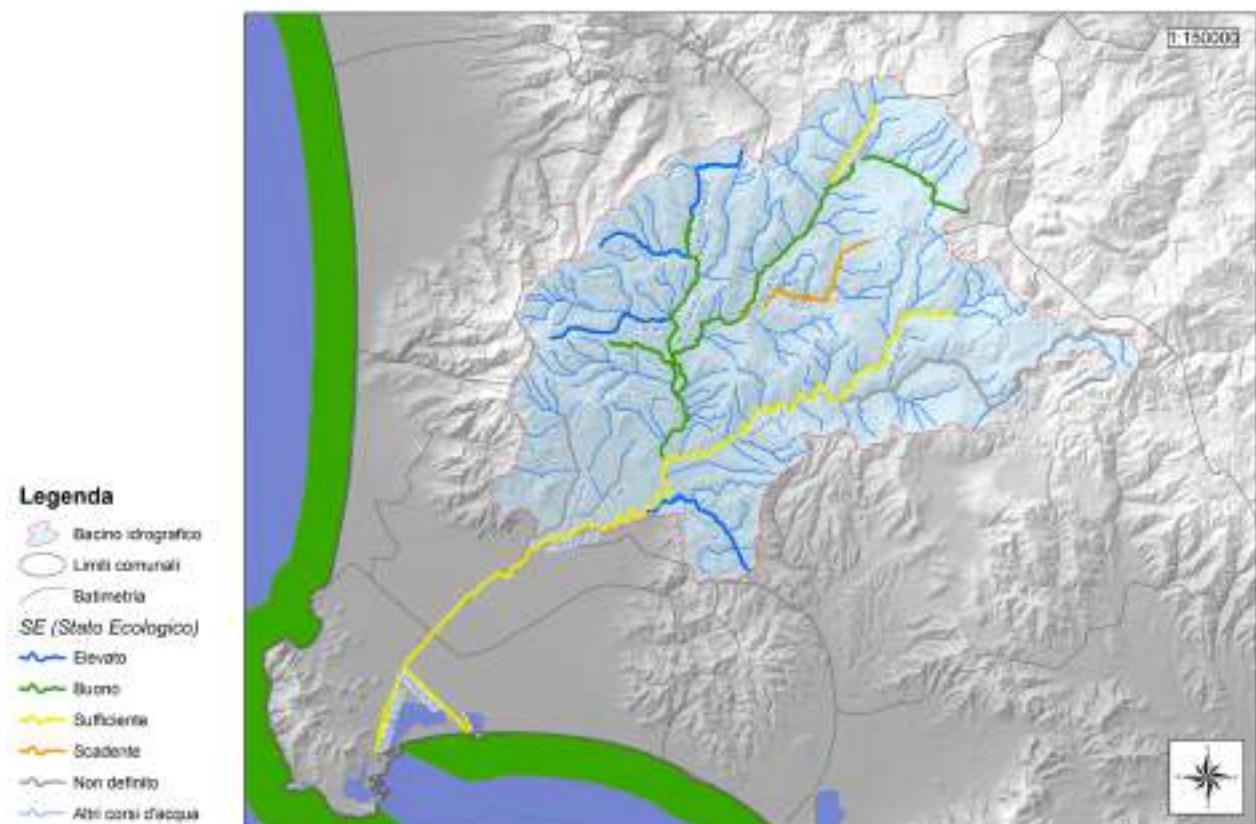 1:150000
Legenda
Bacino idrografico
Limiti comunali
Batimetria
SE (Stato Ecologico)
Elevato
Buono
Sufficiente
Scadente
Non definito
Altri corsi d'acqua